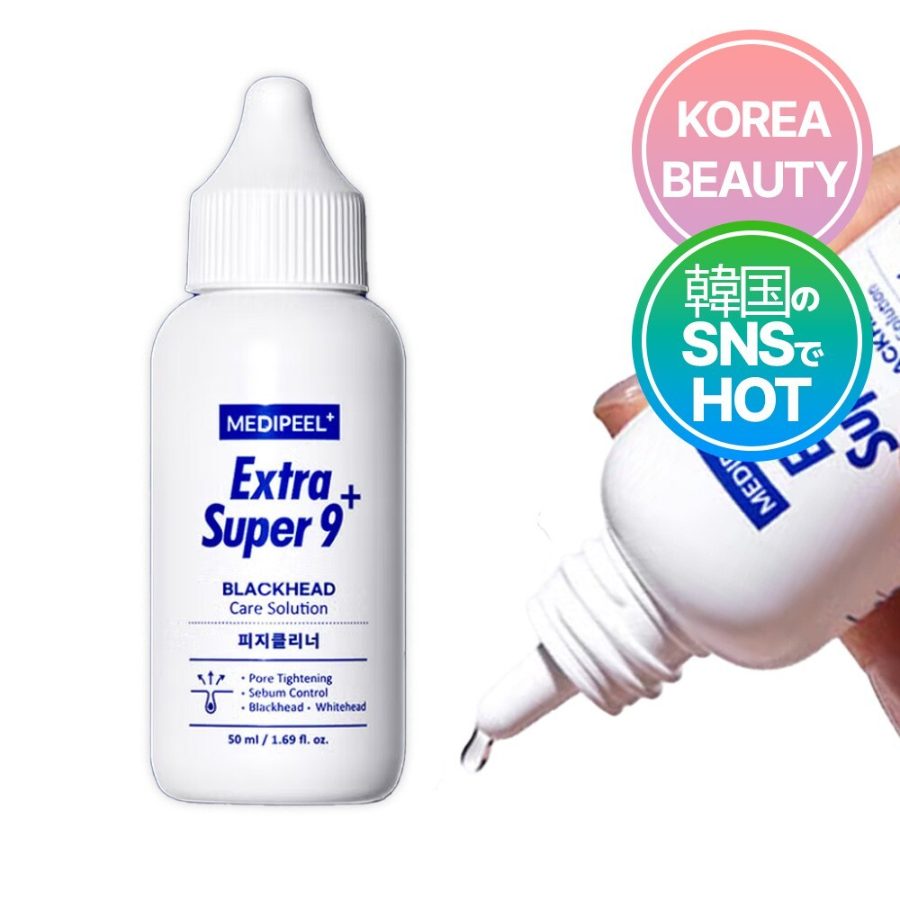 MEDIPEEL+
Extra
Super 9+
BLACKHEAD
Care Solution
피지클리너
• Pore Tightening
• Sebum Control
• Blackhead • Whitehead
50 ml / 1.69 fl. oz.
KOREA
BEAUTY
韓国の
SNSで
HOT